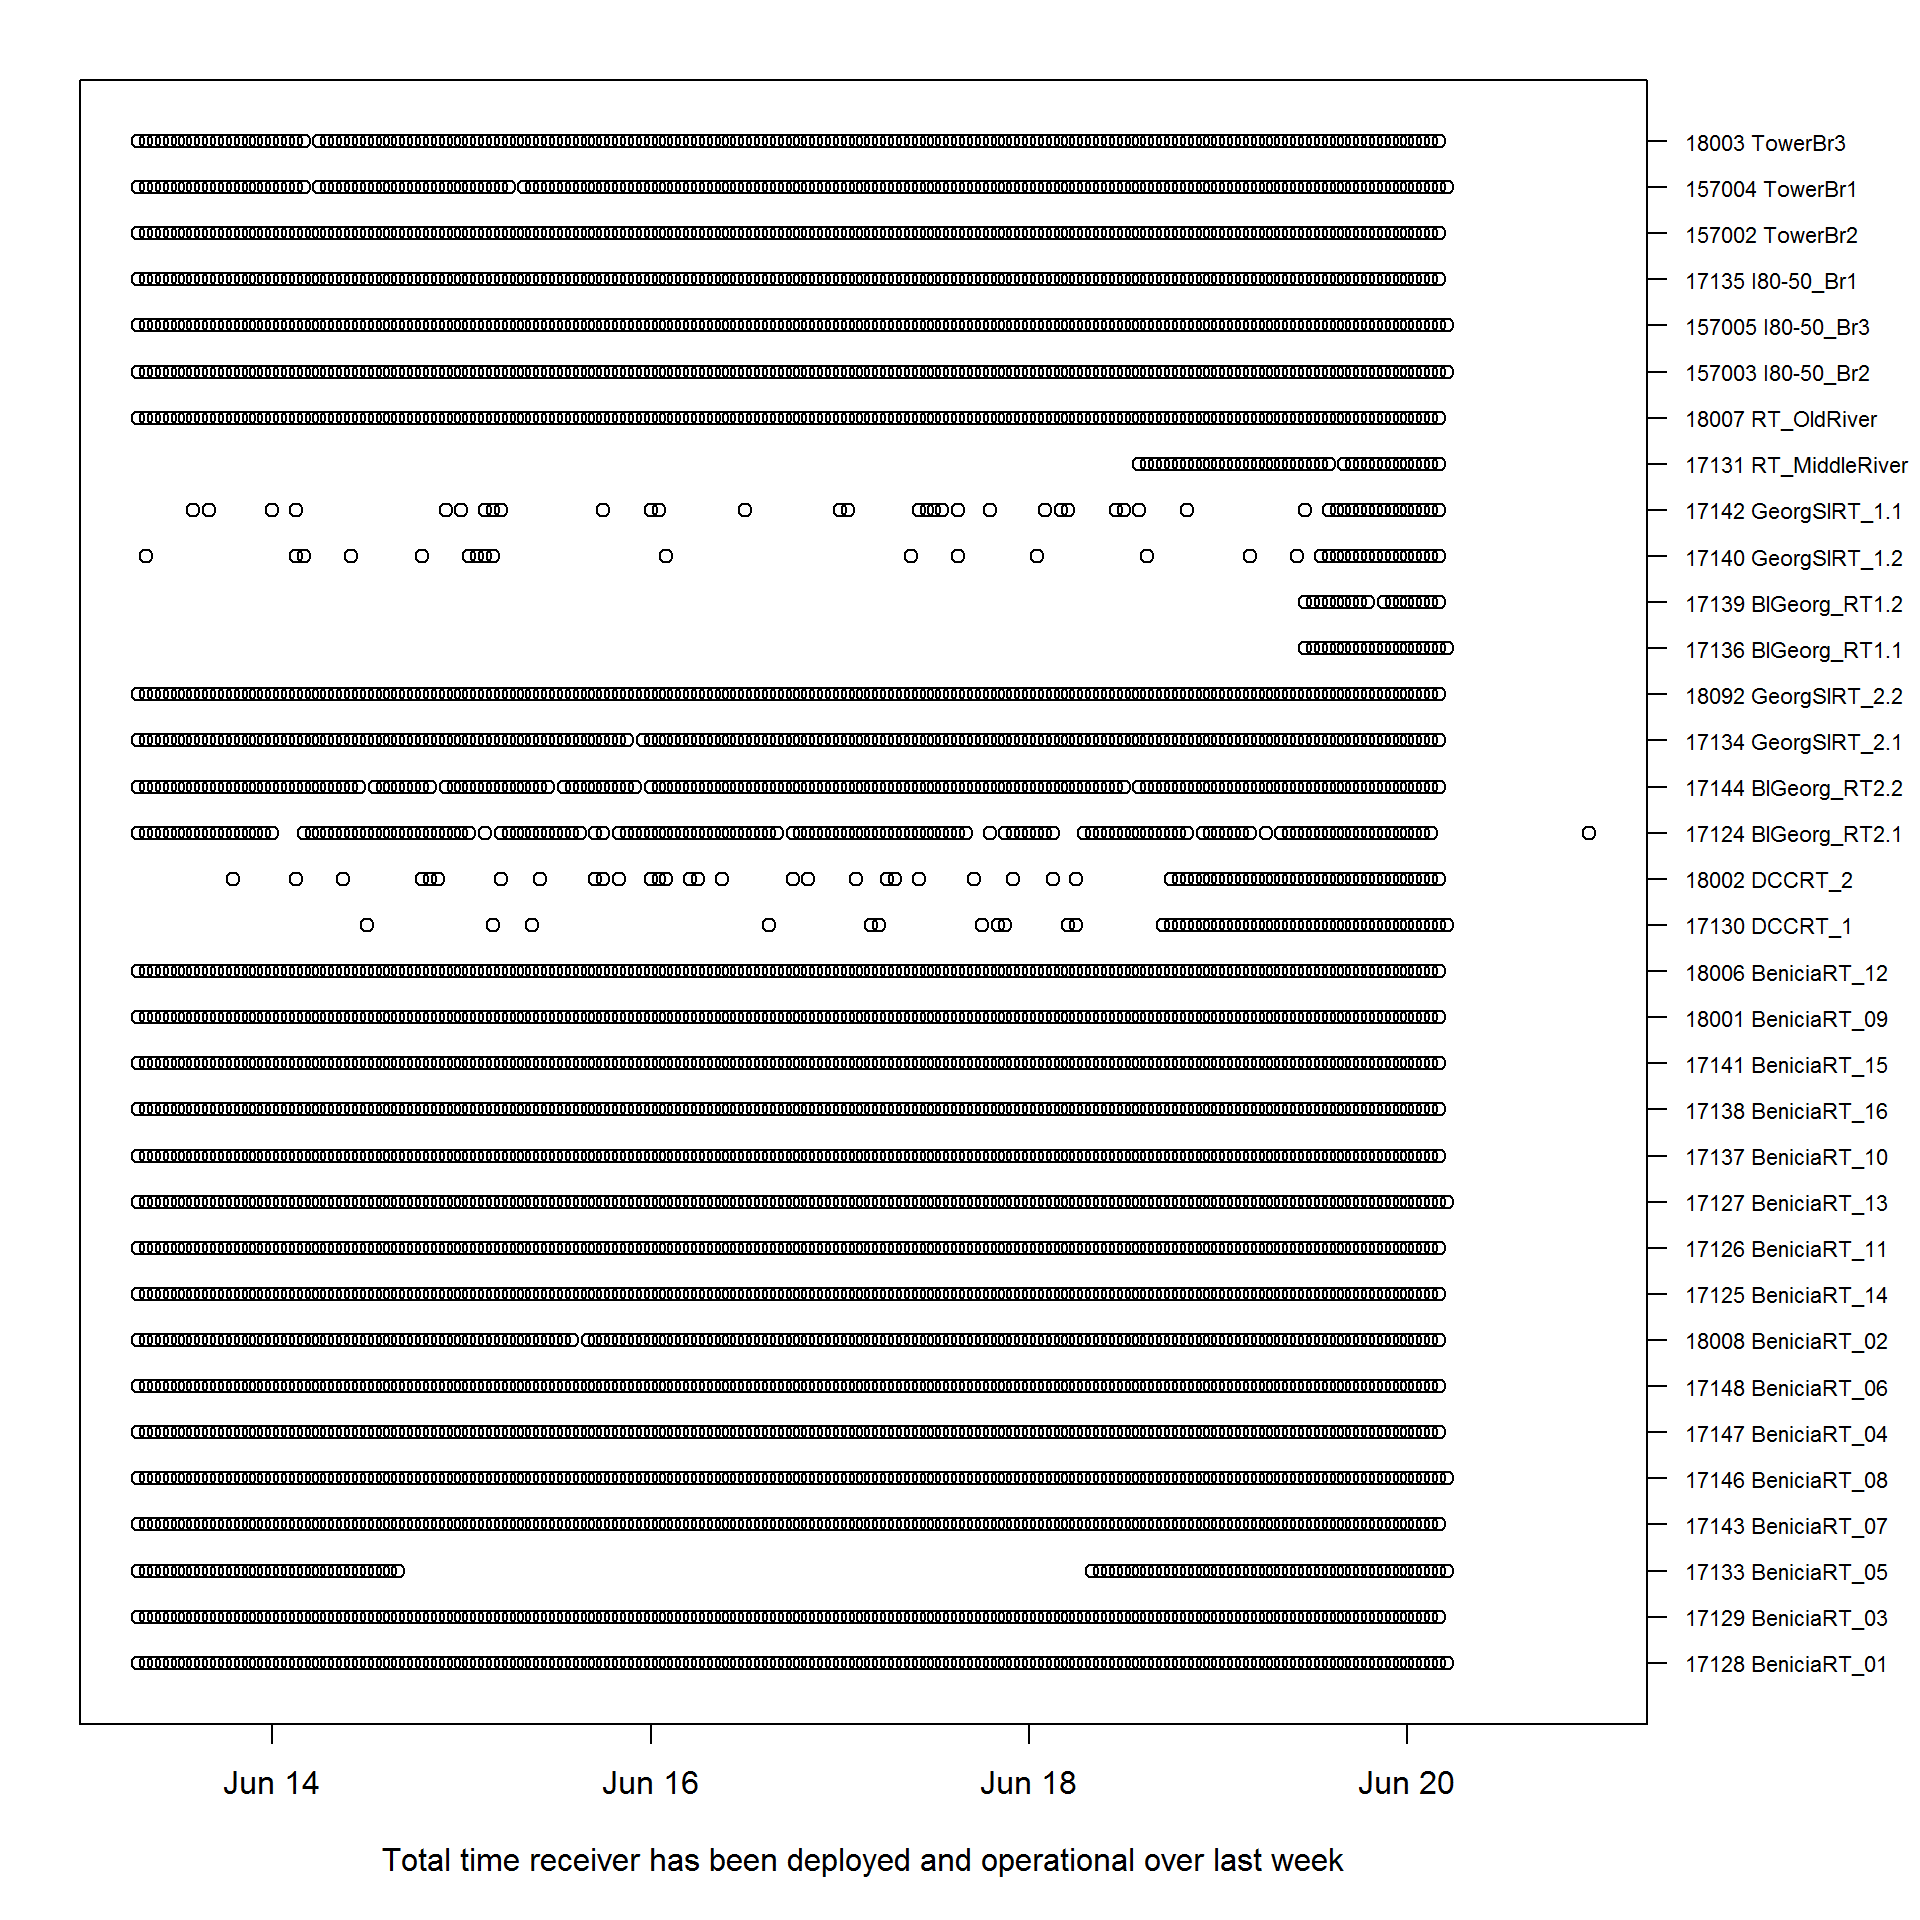 18003 TowerBr3
157004 TowerBr1
157002 TowerBr2
17135 I80-50_Br1
157005 I80-50_Br3
157003 I80-50_Br2
18007 RT_OldRiver
17131 RT_MiddleRiver
17142 GeorgSlRT_1.1
17140 GeorgSlRT_1.2
17139 BlGeorg_RT1.2
17136 BlGeorg_RT1.1
18092 GeorgSlRT_2.2
17134 GeorgSlRT_2.1
17144 BlGeorg_RT2.2
17124 BlGeorg_RT2.1
18002 DCCRT_2
17130 DCCRT_1
18006 BeniciaRT_12
18001 BeniciaRT_09
17141 BeniciaRT_15
17138 BeniciaRT_16
17137 BeniciaRT_10
17127 BeniciaRT_13
17126 BeniciaRT_11
17125 BeniciaRT_14
18008 BeniciaRT_02
17148 BeniciaRT_06
17147 BeniciaRT_04
17146 BeniciaRT_08
17143 BeniciaRT_07
17133 BeniciaRT_05
17129 BeniciaRT_03
17128 BeniciaRT_01
Jun 14 Jun 16 Jun 18 Jun 20
Total time receiver has been deployed and operational over last week